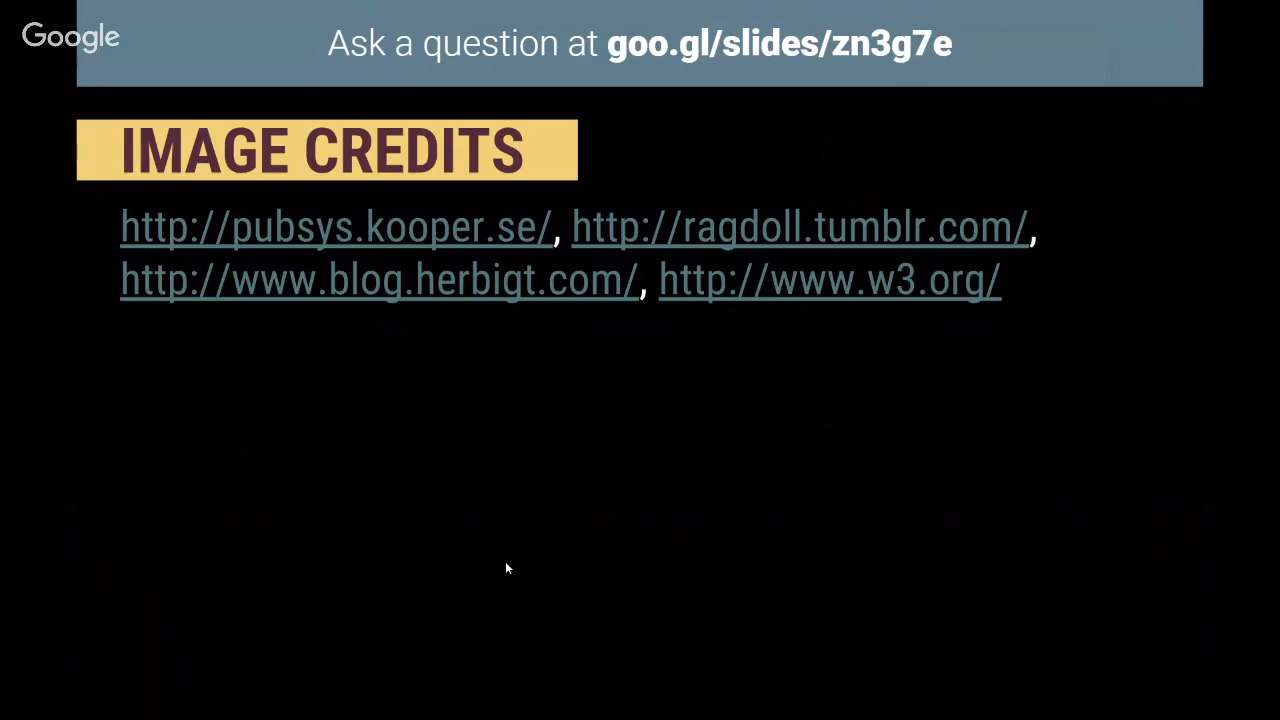 Google
Ask a question at goo.gl/slides/zn3g7e
IMAGE CREDITS
http://pubsys.kooper.se/, http://ragdoll.tumblr.com/,
http://www.blog.herbigt.com/, http://www.w3.org/